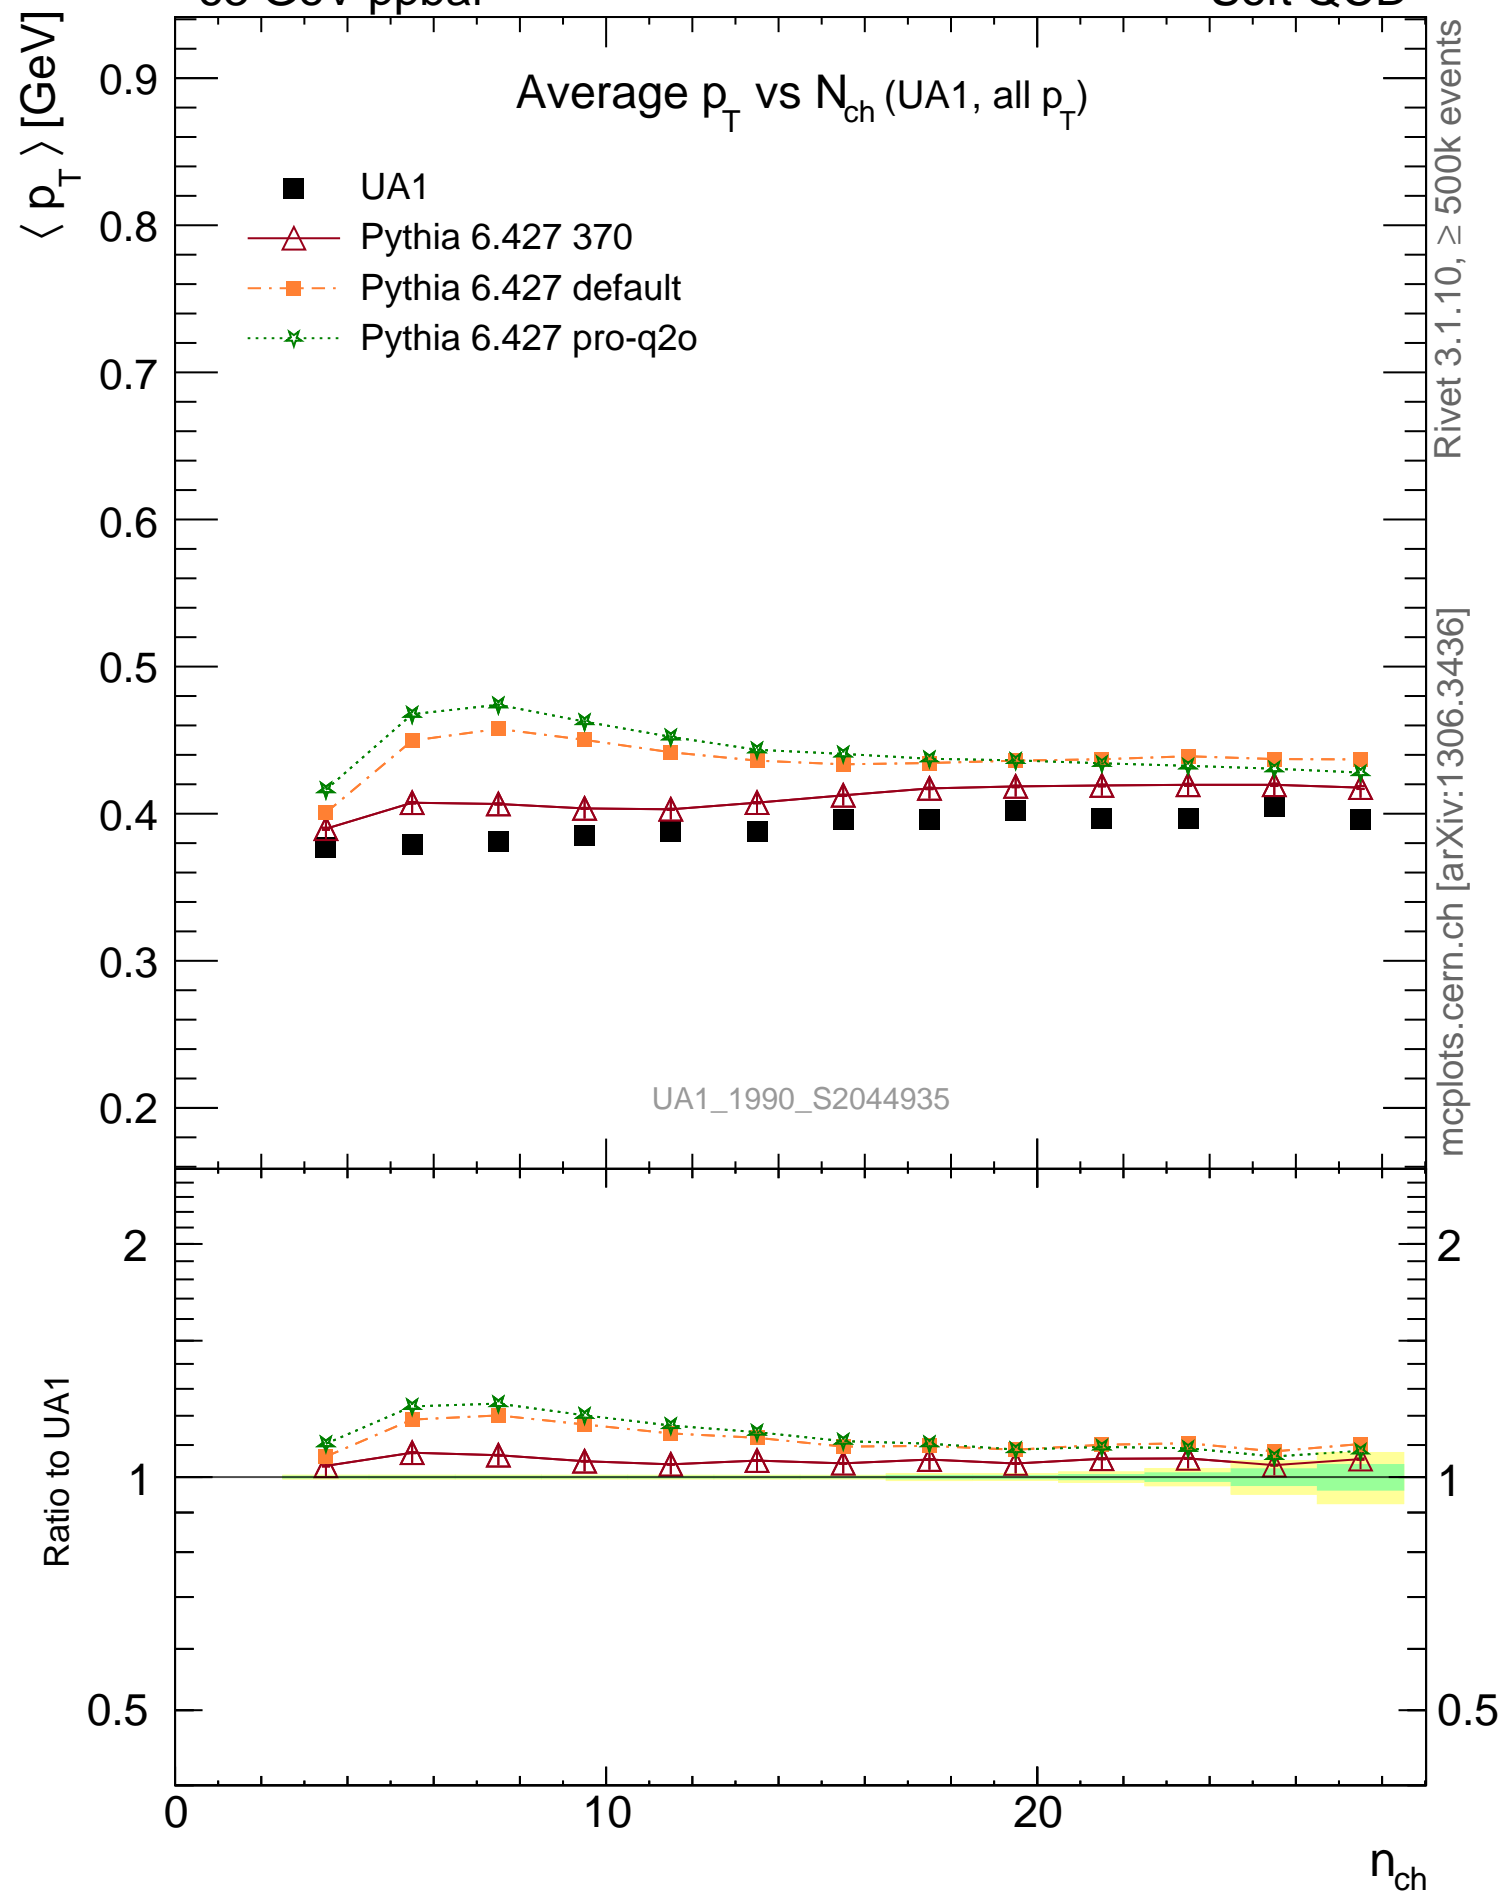 Soft QCD
⟨ p_T ⟩ [GeV]
Average p_T vs N_ch (UA1, all p_T)
UA1
Pythia 6.427 370
Pythia 6.427 default
Pythia 6.427 pro-q2o
0.9
0.8
0.7
0.6
0.5
0.4
0.3
0.2
UA1_1990_S2044935
Rivet 3.1.10, ≥ 500k events
mcplots.cern.ch [arXiv:1306.3436]
Ratio to UA1
2
1
0.5
2
1
0.5
0
10
20
n_ch